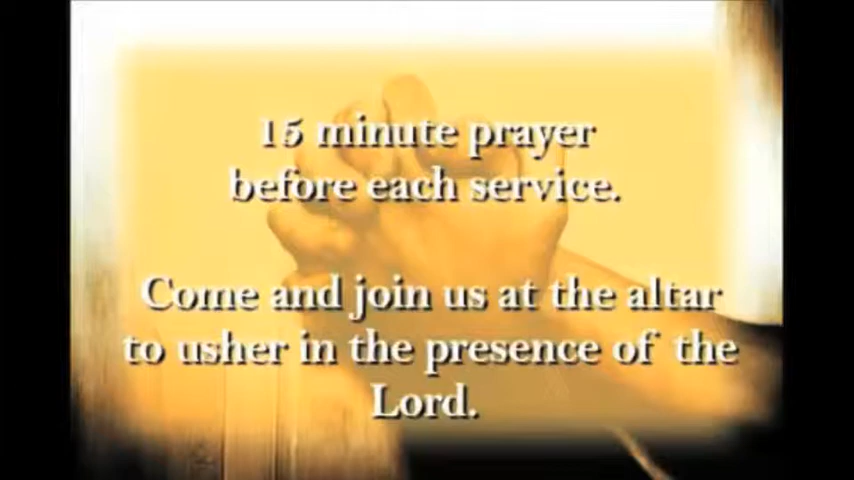 15 minute prayer
before each service.
Come and join us at the altar
to usher in the presence of the
Lord.